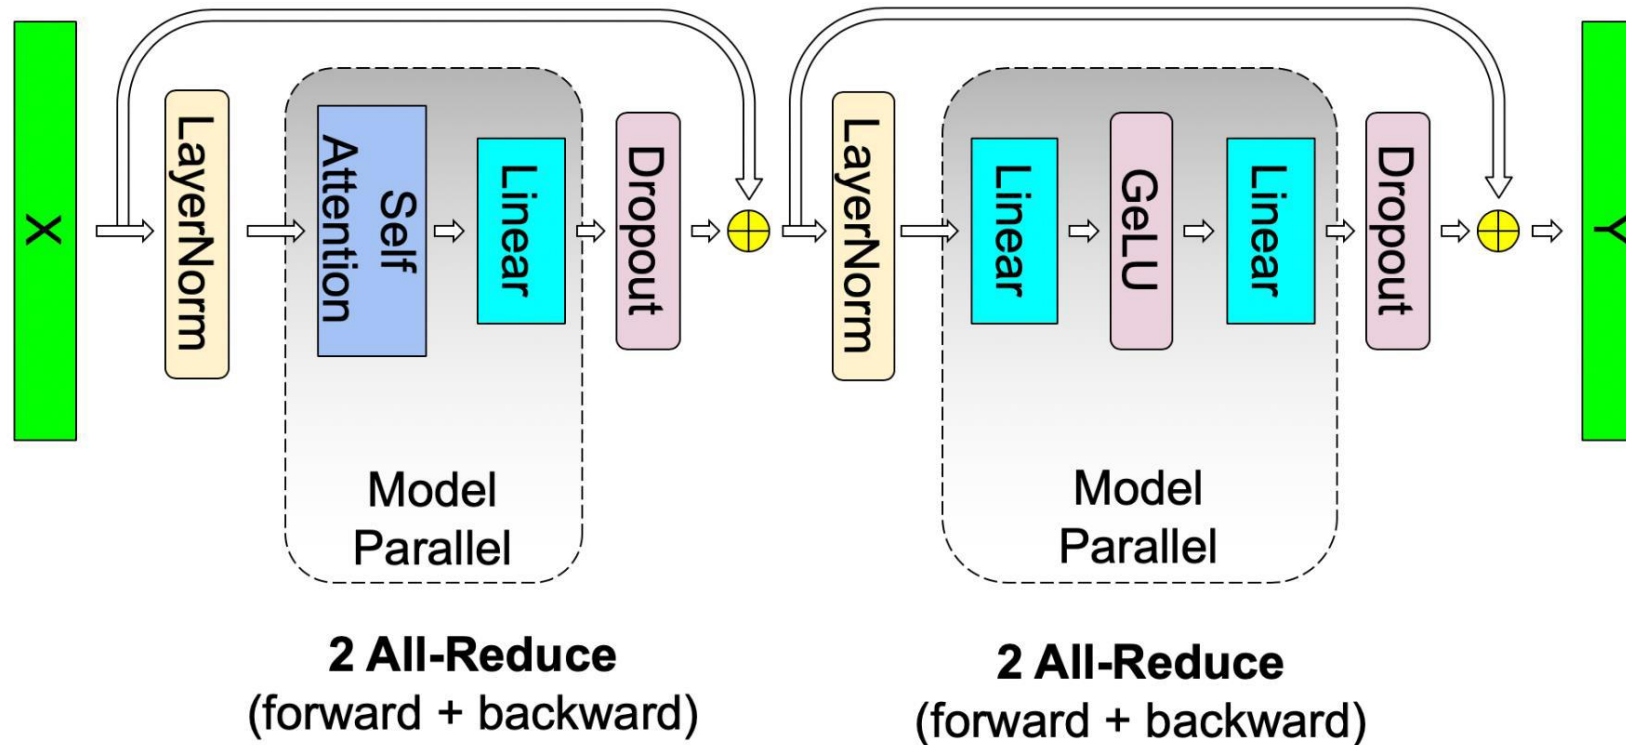 X
LayerNorm
Self
Attention
Linear
Dropout
LayerNorm
Linear
GeLU
Linear
Dropout
Y
Model
Parallel
Model
Parallel
2 All-Reduce
(forward + backward)
2 All-Reduce
(forward + backward)